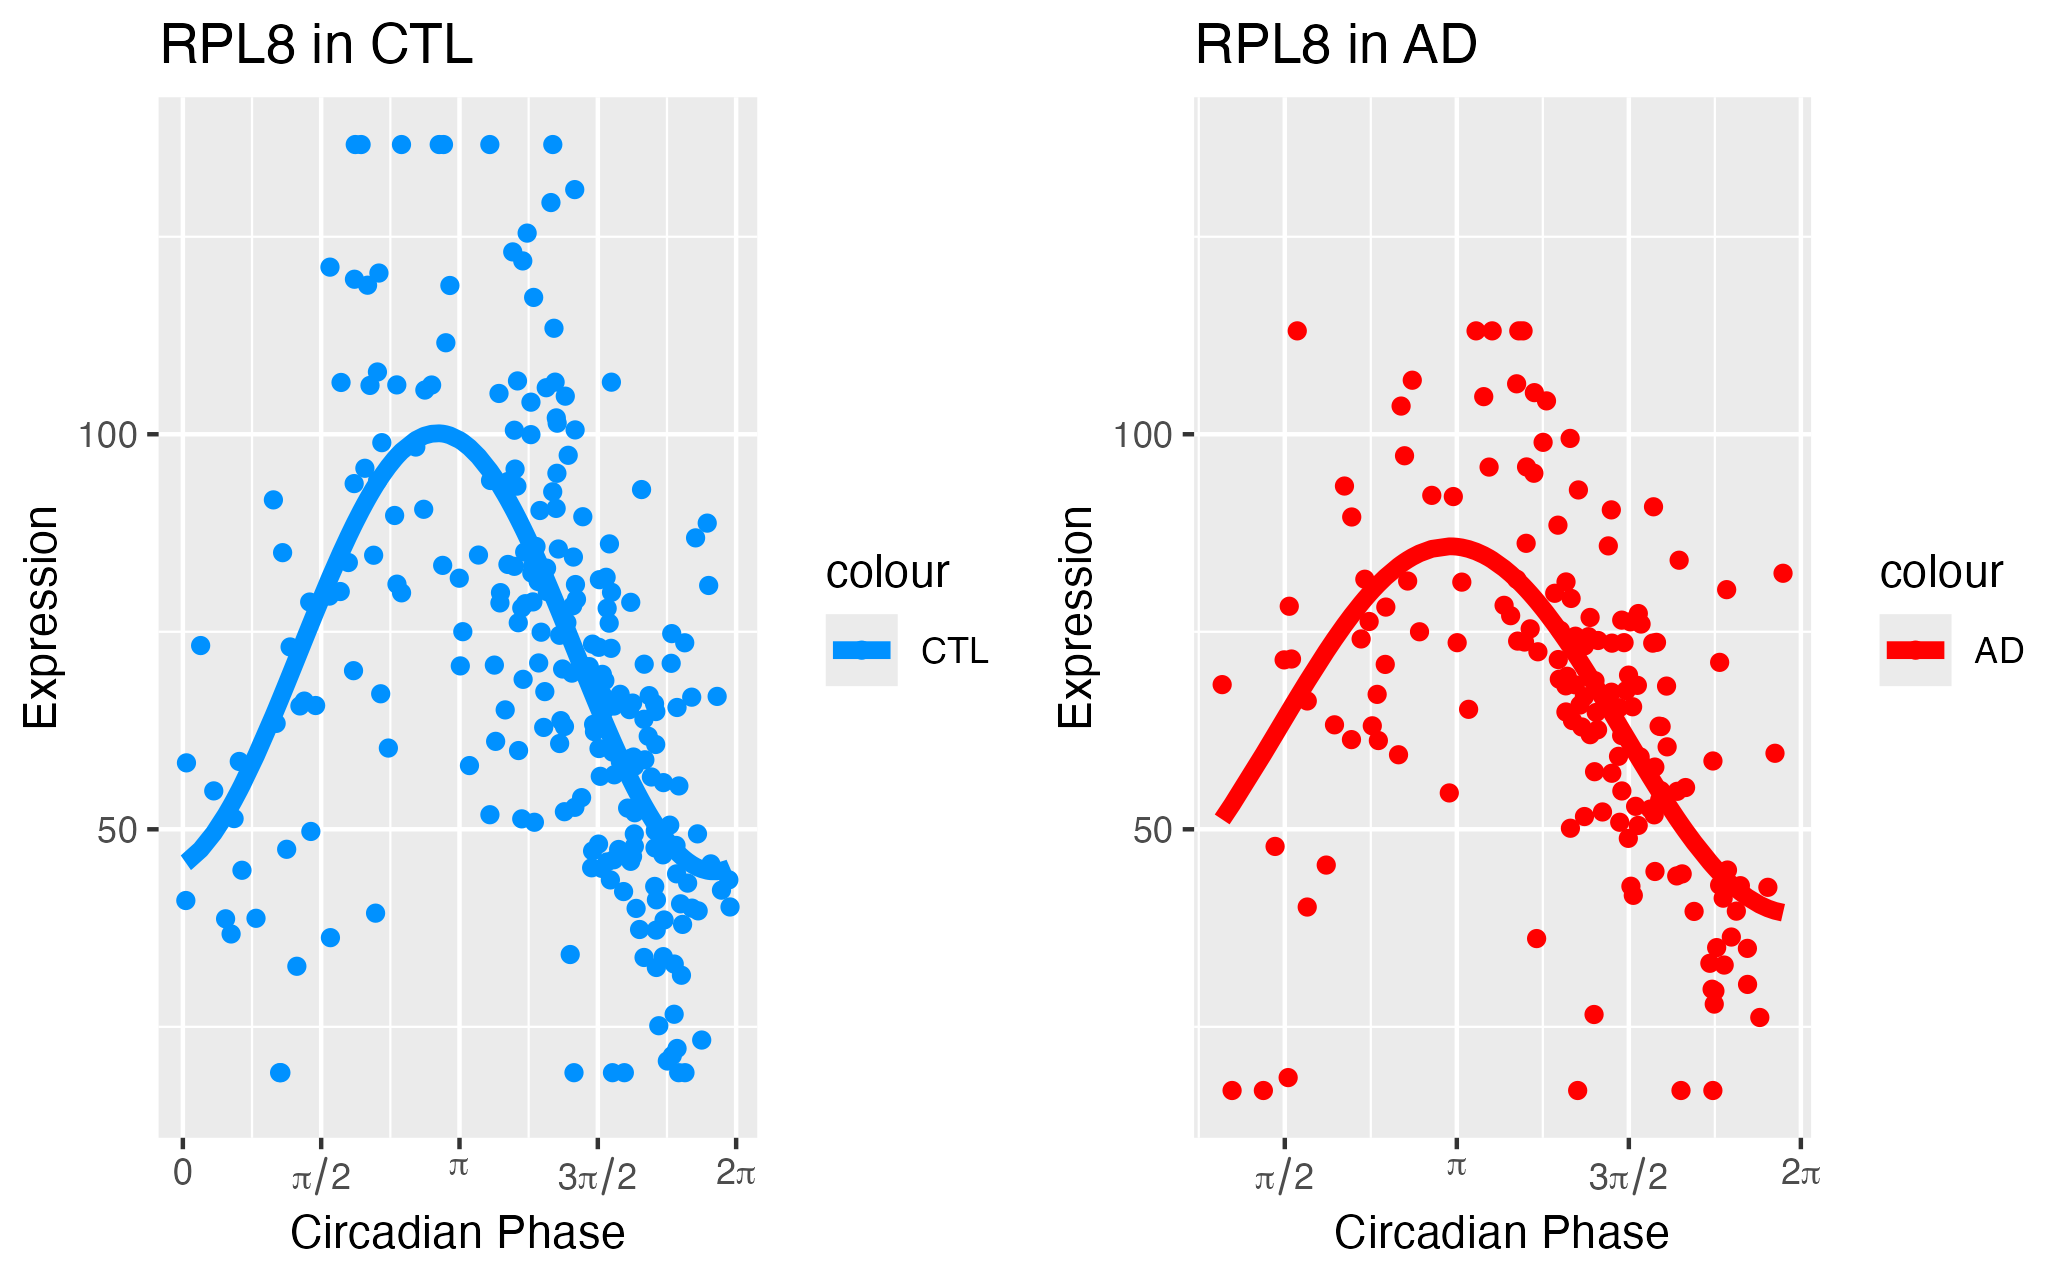 RPL8 in CTL
Expression
100
50
0
π/2
π
3π/2
2π
Circadian Phase
colour
CTL
RPL8 in AD
Expression
100
50
π/2
π
3π/2
2π
Circadian Phase
colour
AD